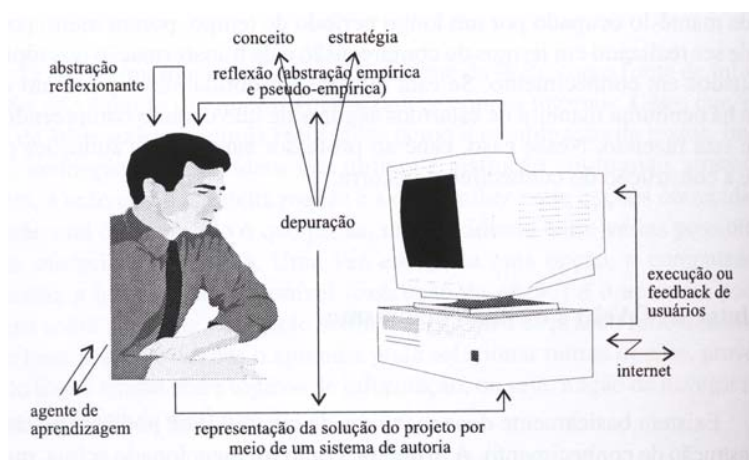 conceito estratégia
abstração
reflexionante
reflexão (abstração empírica
e pseudo-empírica)
depuração
execução ou
feedback de
usuários
internet
agente de
aprendizagem
representação da solução do projeto por
meio de um sistema de autoria